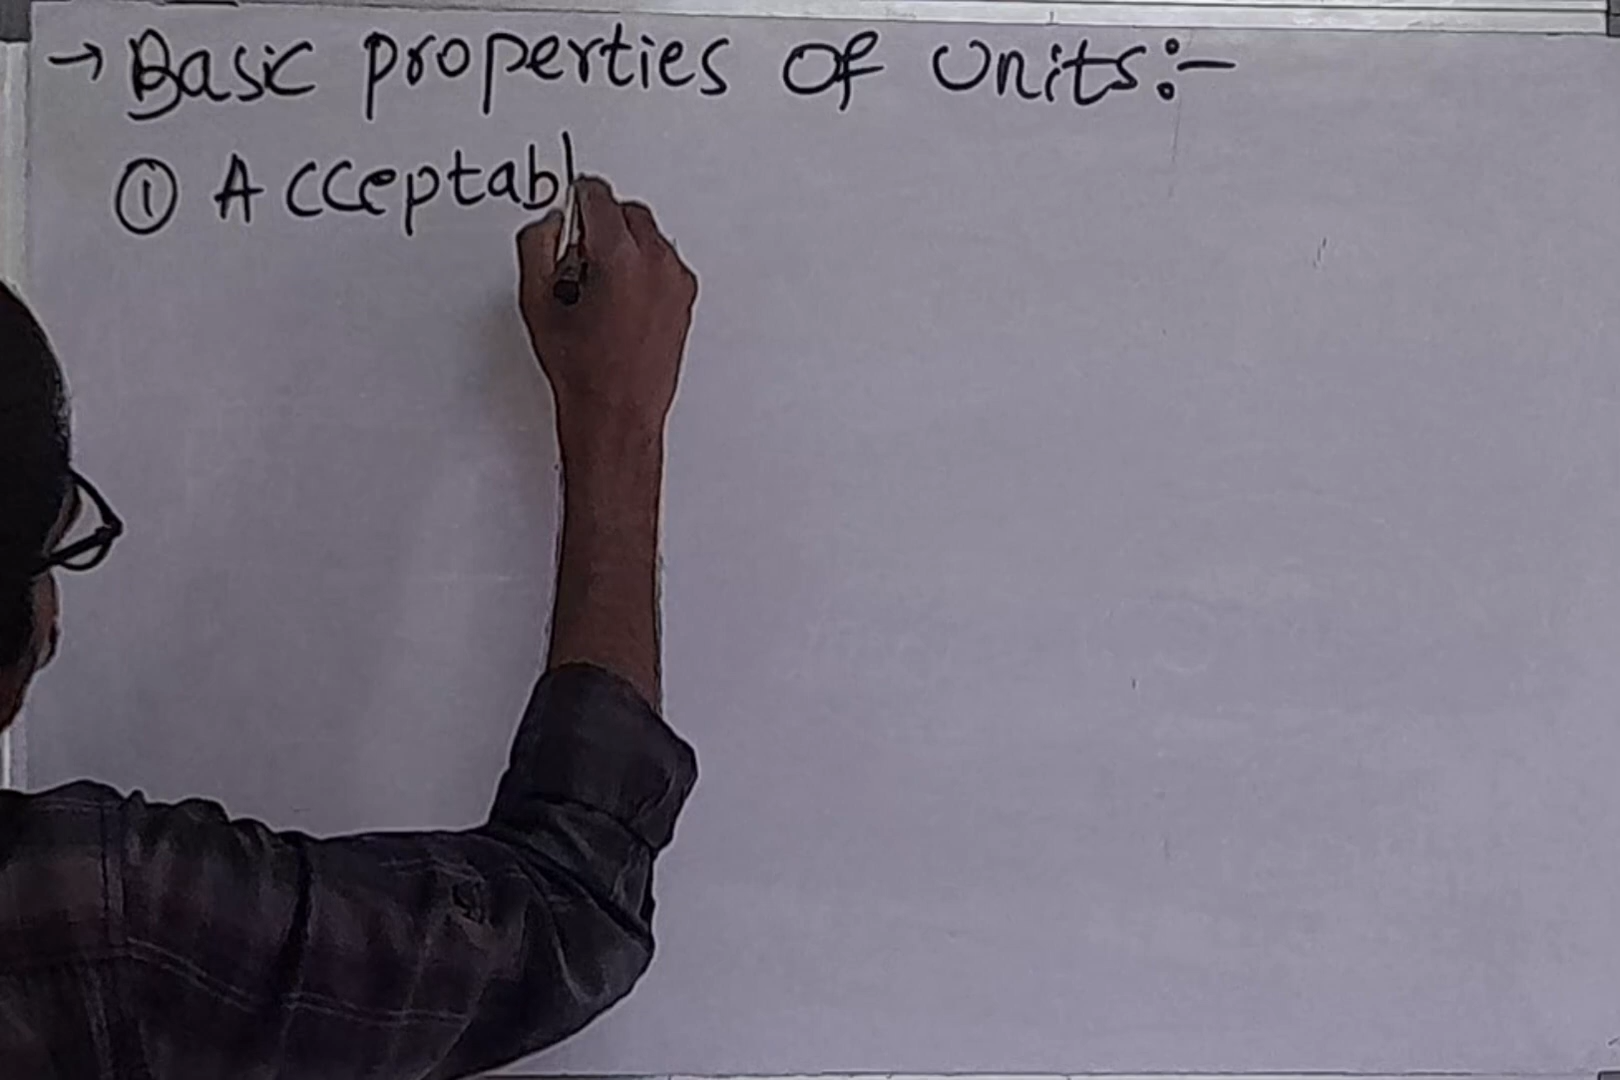 → Basic properties of units:-
① Acceptabl